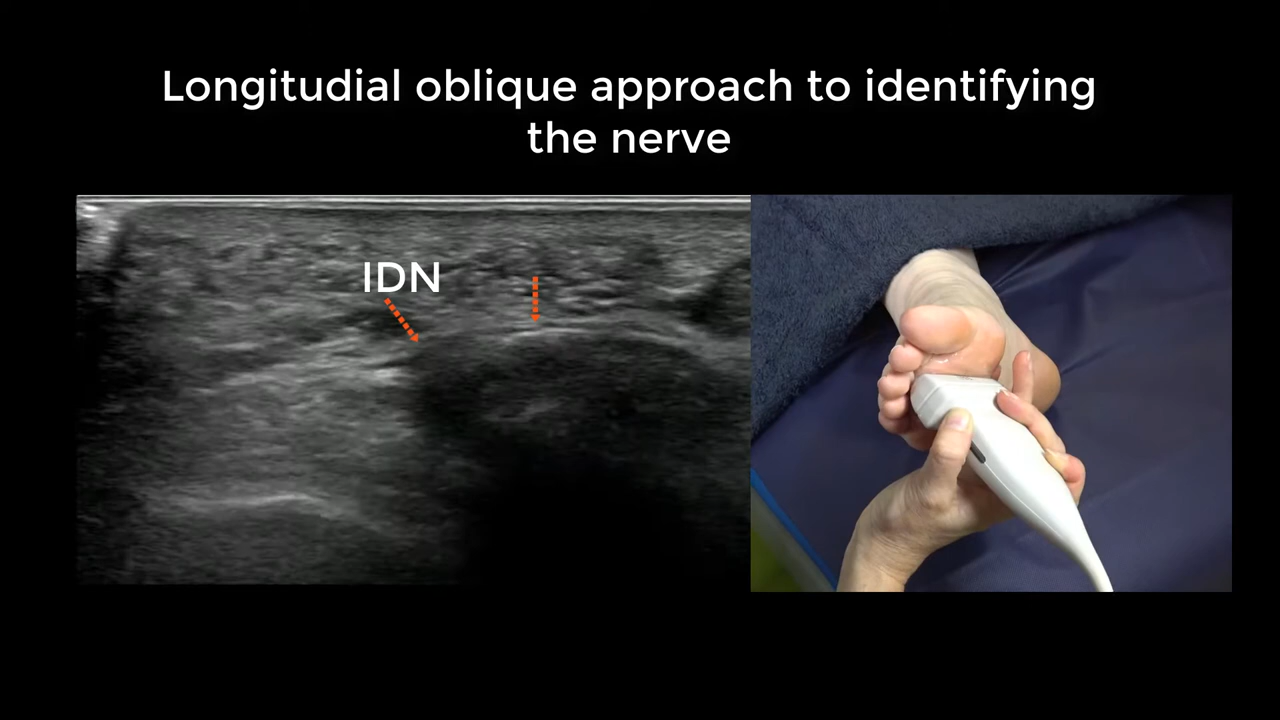 Longitudial oblique approach to identifying
the nerve
IDN